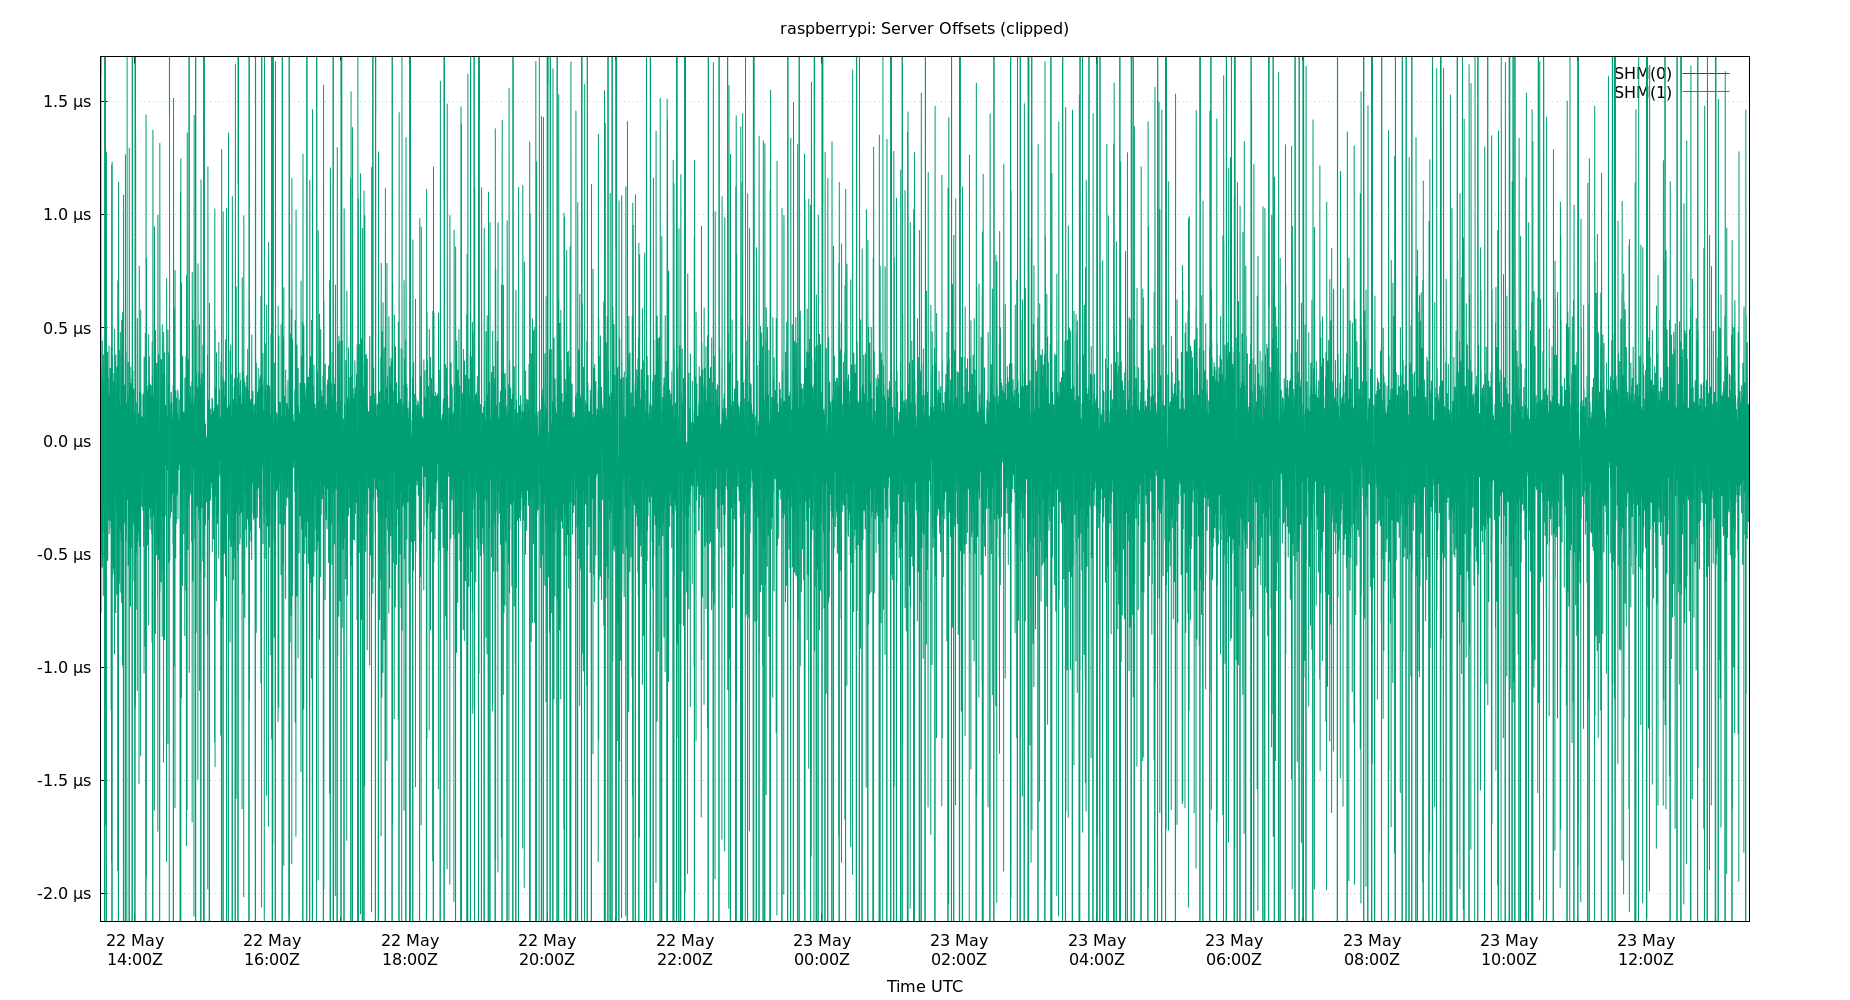 raspberrypi: Server Offsets (clipped)
SHM(0)
SHM(1)
1.5 µs
1.0 µs
0.5 µs
0.0 µs
-0.5 µs
-1.0 µs
-1.5 µs
-2.0 µs
22 May 22 May 22 May 22 May 22 May 23 May 23 May 23 May 23 May 23 May 23 May 23 May
14:00Z 16:00Z 18:00Z 20:00Z 22:00Z 00:00Z 02:00Z 04:00Z 06:00Z 08:00Z 10:00Z 12:00Z
Time UTC